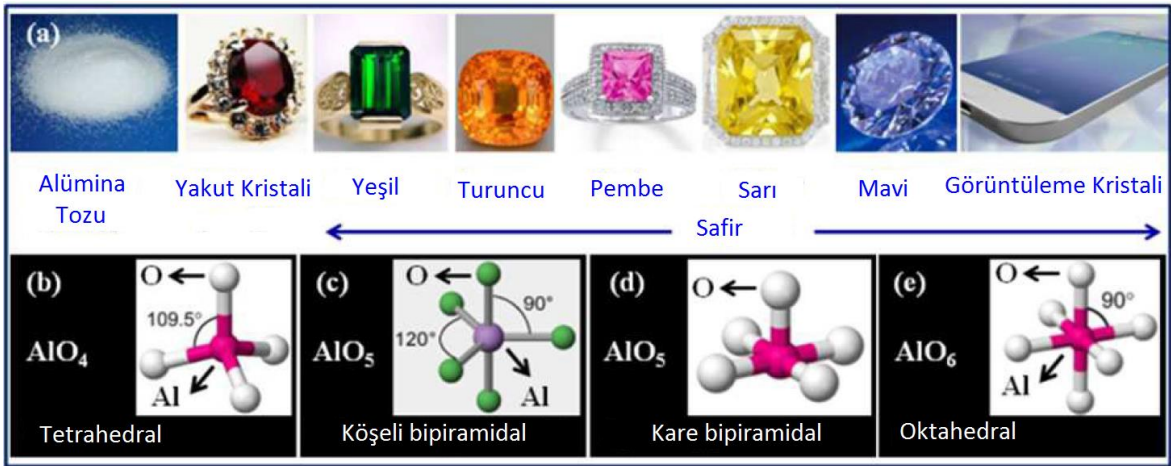 (a)
Alümina
Tozu
Yakut Kristali
Yeşil
Turuncu
Pembe
Sarı
Mavi
Görüntüleme Kristali
Safir
(b)
O
109.5°
AlO₄
Al
Tetrahedral
(c)
O
90°
120°
AlO₅
Al
Köşeli bipiramidal
(d)
O
AlO₅
Kare bipiramidal
(e)
O
90°
AlO₆
Al
Oktahedral